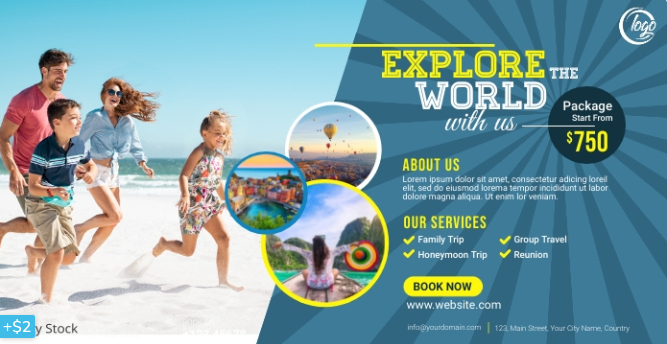 logo
EXPLORE THE
WORLD
with us
Package
Start From
$750
ABOUT US
Lorem ipsum dolor sit amet, consectetur adicing loreil
elit, sed do eiusmod lorems tempor incididunt ut labor
dolore magna aliqua. Ut enim lor veniam.
OUR SERVICES
Family Trip
Group Travel
Honeymoon Trip
Reunion
BOOK NOW
www.website.com
info@yourdomain.com
123, Main Street, Your City Name, Country
+$2
y Stock